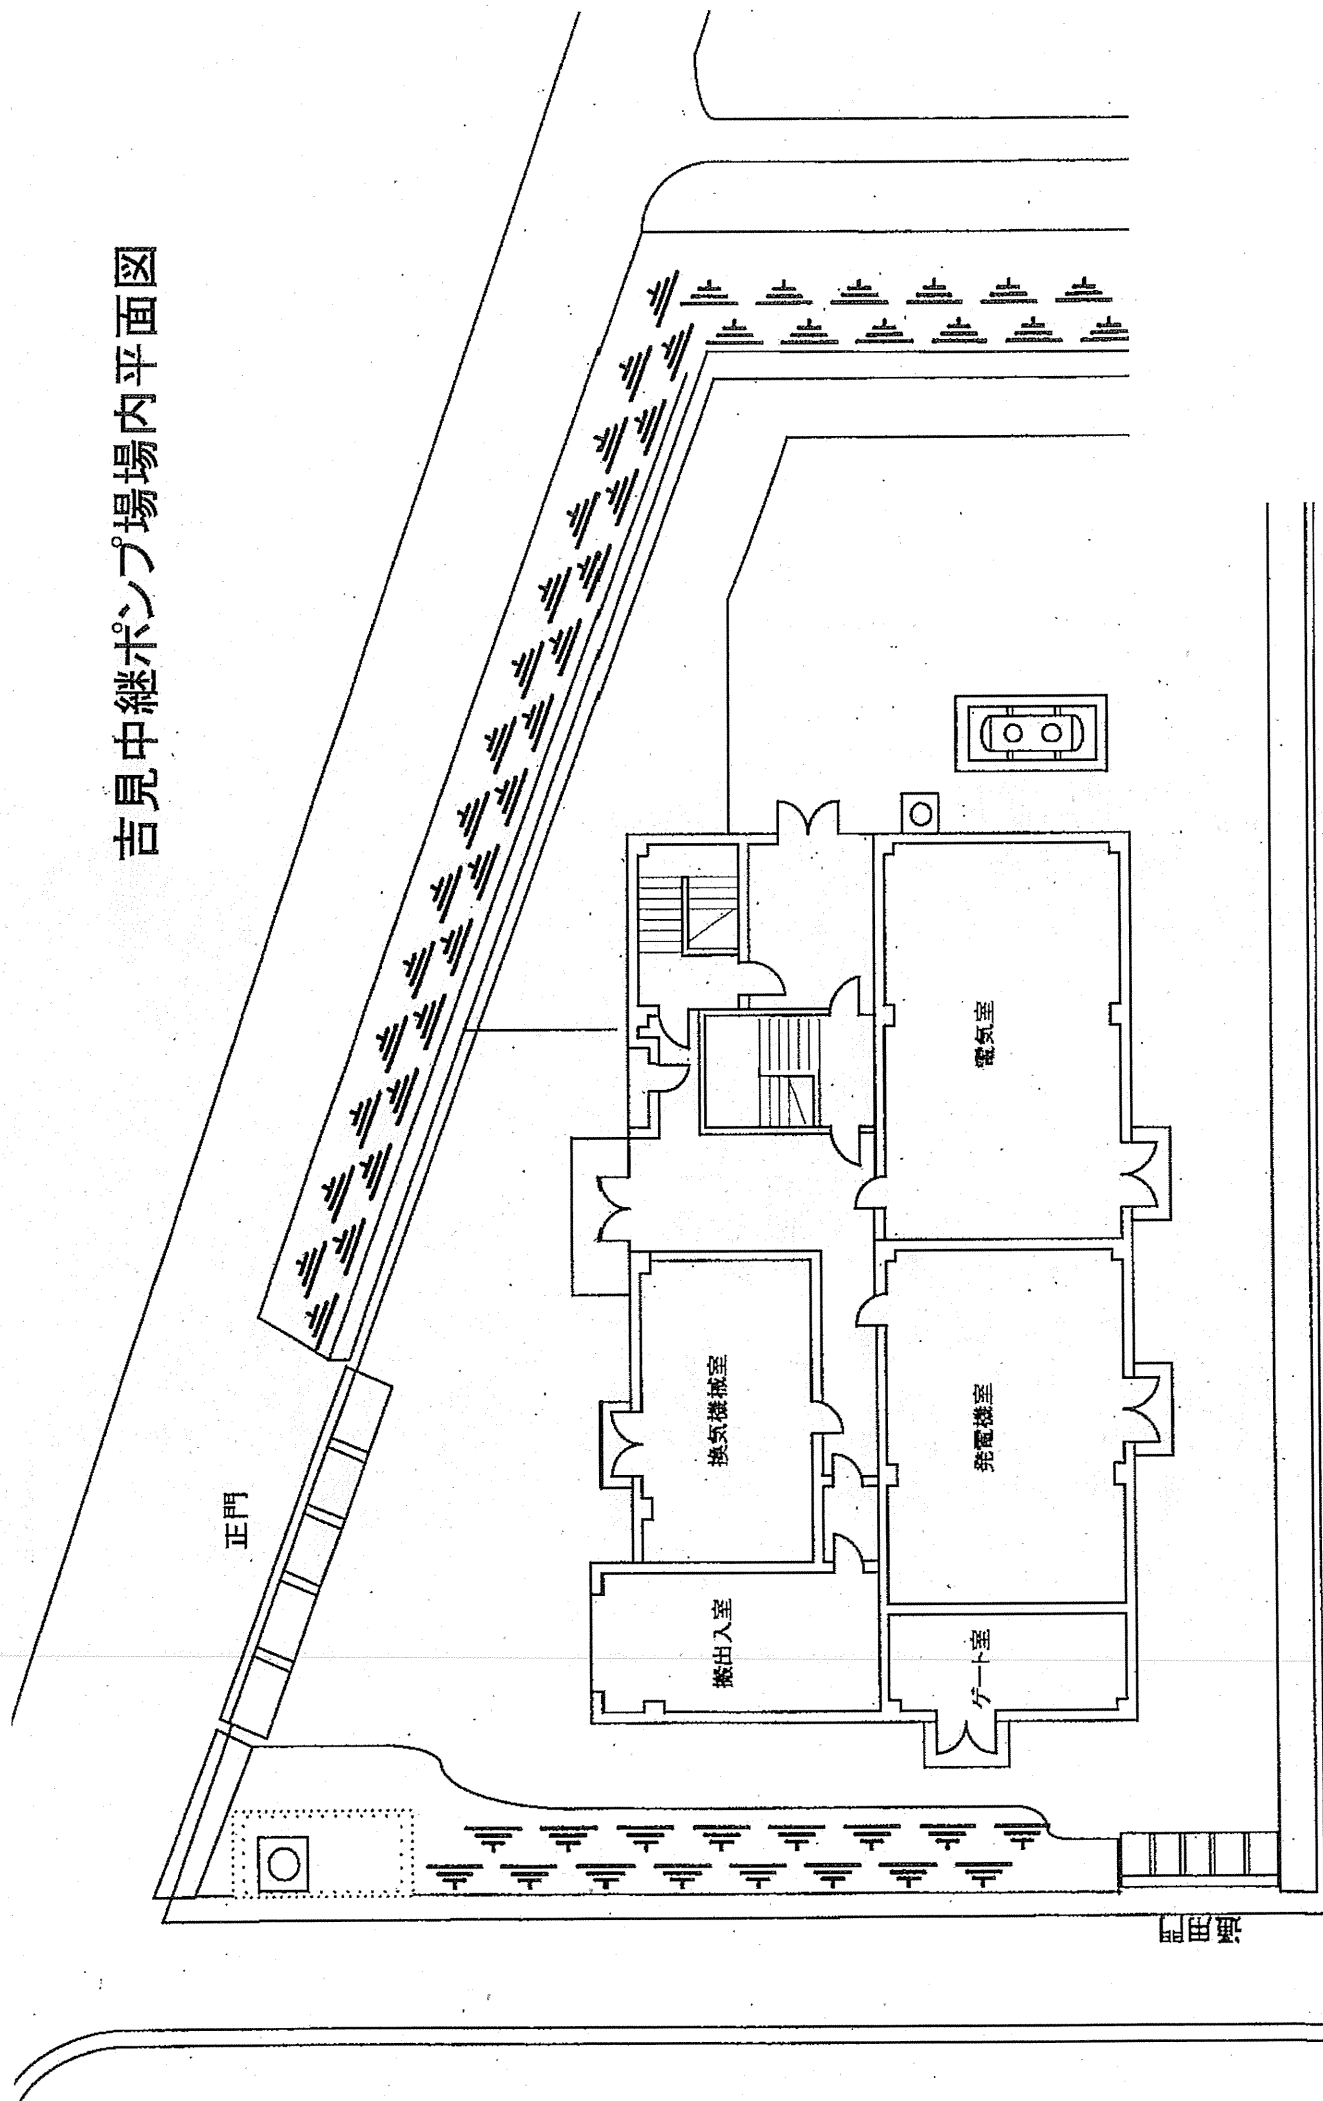 吉見中継ポンプ場場内平面図
正門
換気機械室
搬出入室
電気室
発電機室
ゲート室
通用門